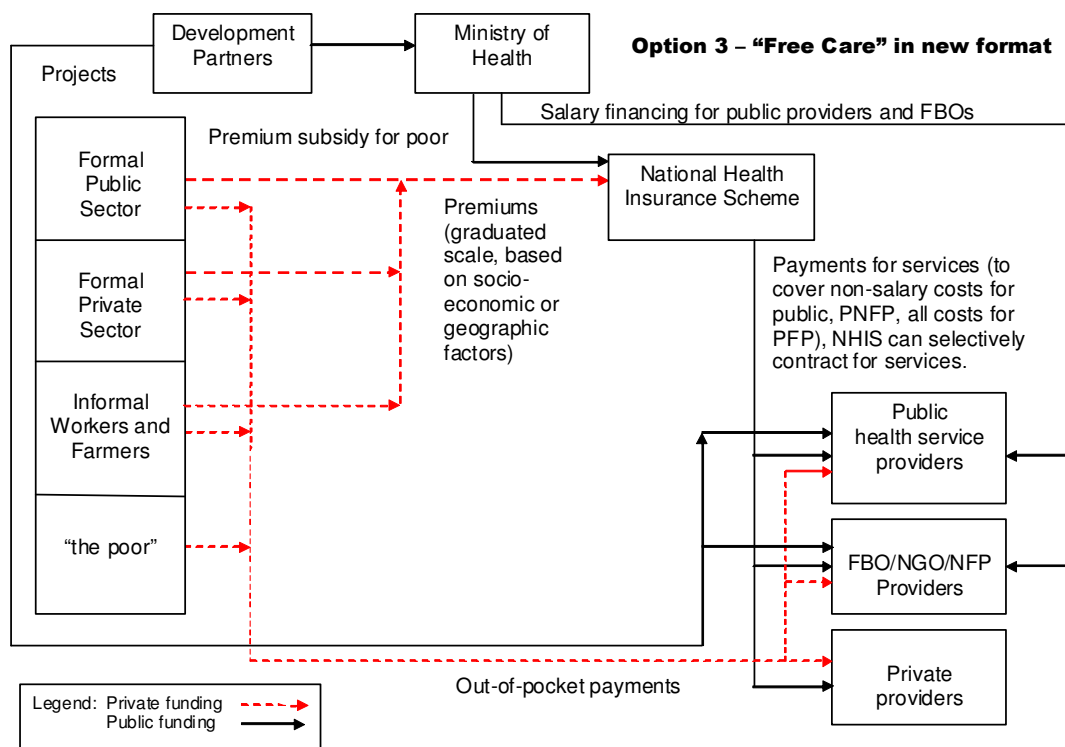 Development
Partners
Ministry of
Health
Option 3 – “Free Care” in new format
Projects
Salary financing for public providers and FBOs
Premium subsidy for poor
Formal
Public
Sector
National Health
Insurance Scheme
Premiums
(graduated
scale, based
on socio-
economic or
geographic
factors)
Formal
Private
Sector
Payments for services (to
cover non-salary costs for
public, PNFP, all costs for
PFP), NHIS can selectively
contract for services.
Informal
Workers and
Farmers
Public
health service
providers
“the poor”
FBO/NGO/NFP
Providers
Private
providers
Out-of-pocket payments
Legend: Private funding
Public funding